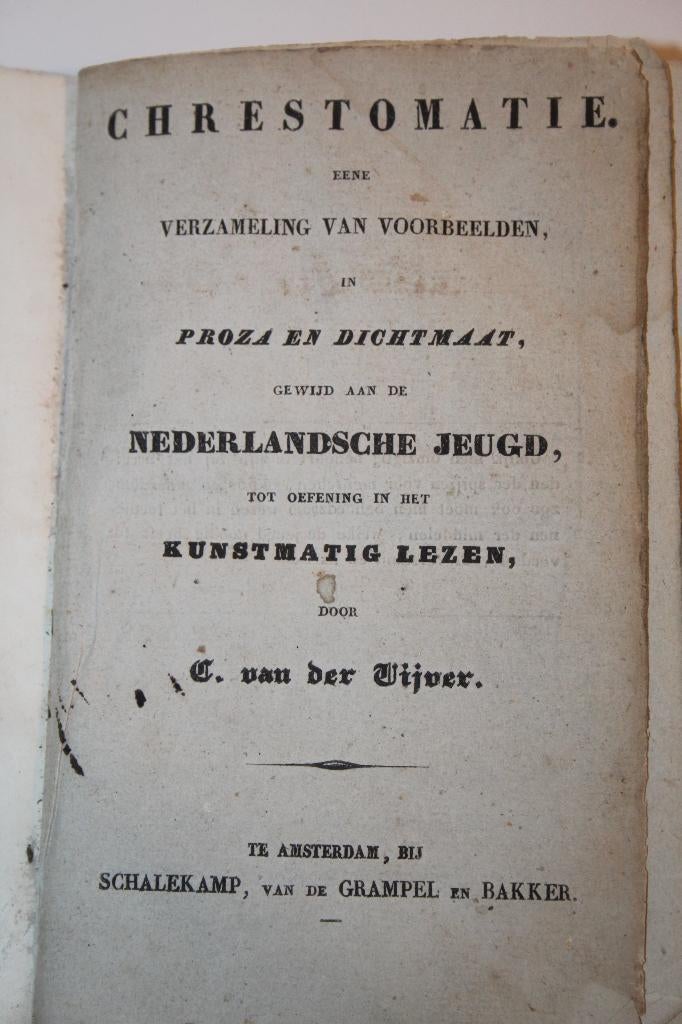 CHRESTOMATIE.
EENE
VERZAMELING VAN VOORBEELDEN,
IN
PROZA EN DICHTMAAT,
GEWIJD AAN DE
NEDERLANDSCHE JEUGD,
TOT OEFENING IN HET
KUNSTMATIG LEZEN,
DOOR
C. van der Vijver.
TE AMSTERDAM, BIJ
SCHALEKAMP, VAN DE GRAMPEL EN BAKKER.